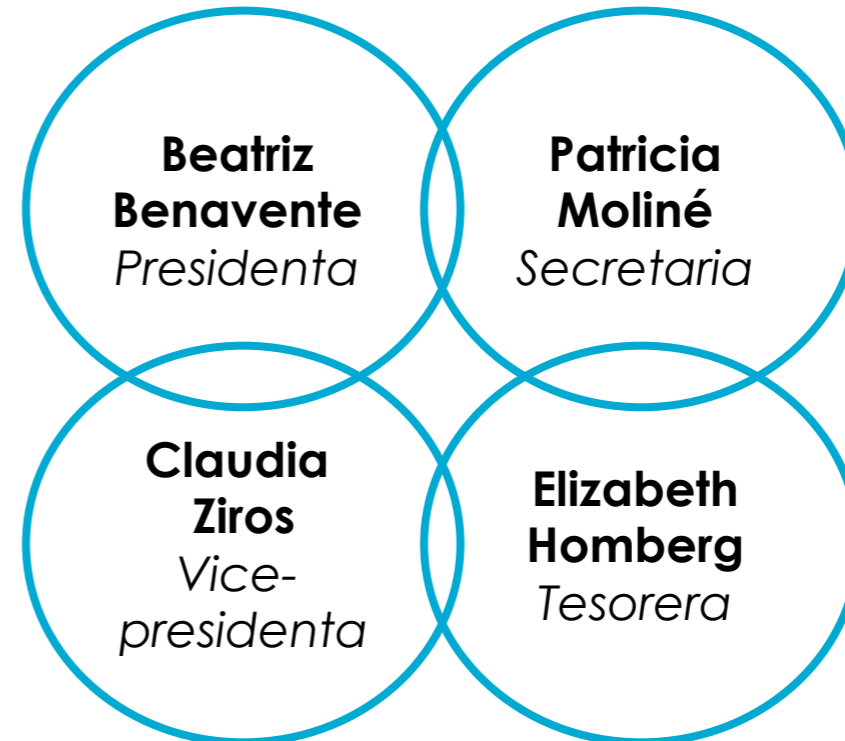 Beatriz
Benavente
Presidenta
Patricia
Moliné
Secretaria
Claudia
Ziros
Vice-
presidenta
Elizabeth
Homberg
Tesorera